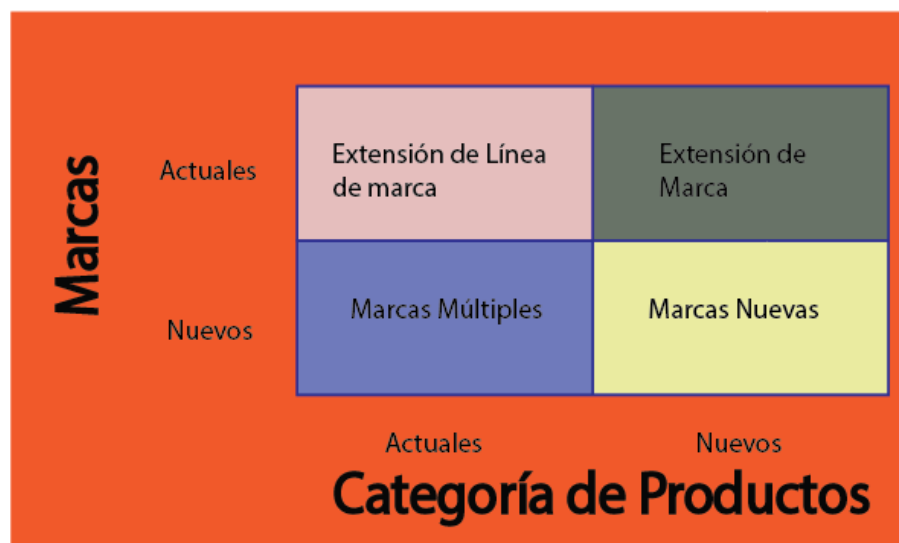 Marcas
Actuales
Extensión de Línea
de marca
Extensión de
Marca
Nuevos
Marcas Múltiples
Marcas Nuevas
Actuales
Nuevos
Categoría de Productos